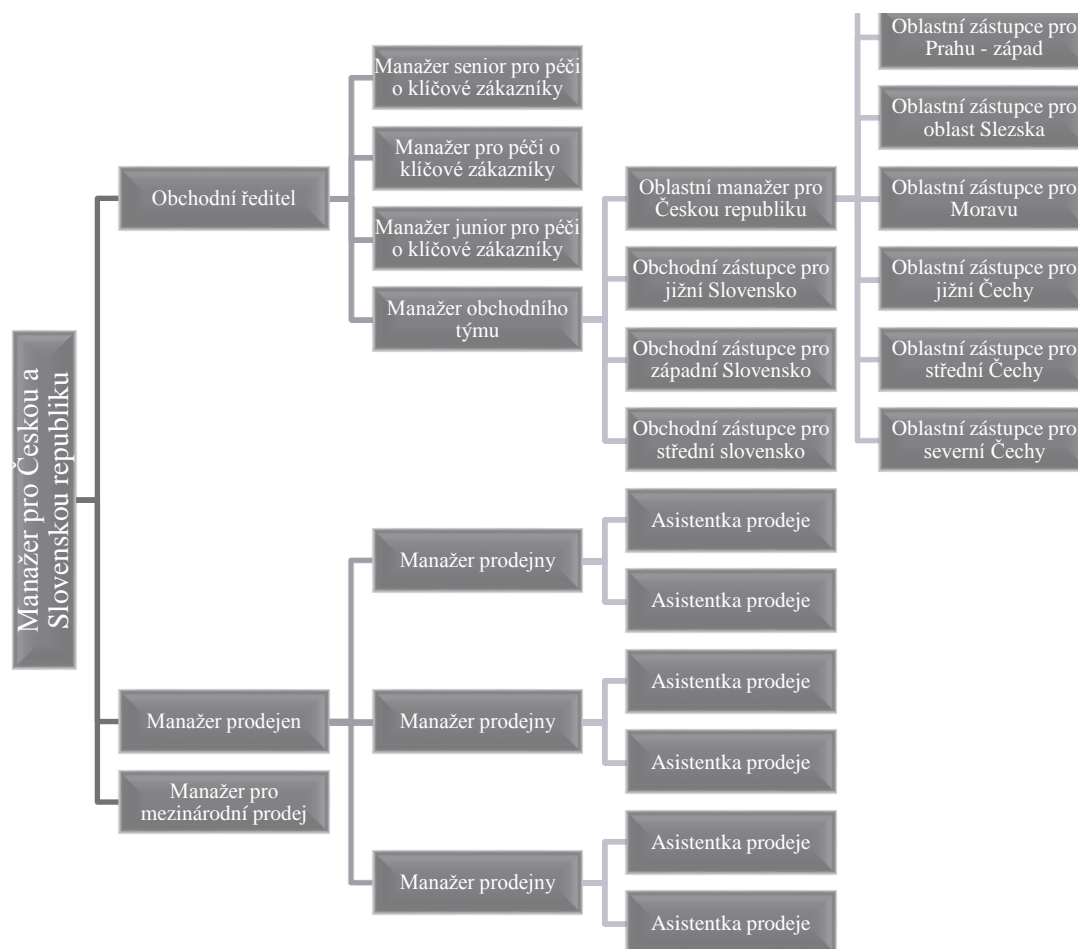 Manažer pro Českou a
Slovenskou republiku
Obchodní ředitel
Manažer senior pro péči
o klíčové zákazníky
Manažer pro péči o
klíčové zákazníky
Manažer junior pro péči
o klíčové zákazníky
Manažer obchodního
týmu
Oblastní manažer pro
Českou republiku
Oblastní zástupce pro
Prahu - západ
Oblastní zástupce pro
oblast Slezska
Oblastní zástupce pro
Moravu
Oblastní zástupce pro
jižní Čechy
Oblastní zástupce pro
střední Čechy
Oblastní zástupce pro
severní Čechy
Obchodní zástupce pro
jižní Slovensko
Obchodní zástupce pro
západní Slovensko
Obchodní zástupce pro
střední slovensko
Manažer prodejen
Manažer prodejny
Asistentka prodeje
Asistentka prodeje
Manažer prodejny
Asistentka prodeje
Asistentka prodeje
Manažer prodejny
Asistentka prodeje
Asistentka prodeje
Manažer pro
mezinárodní prodej